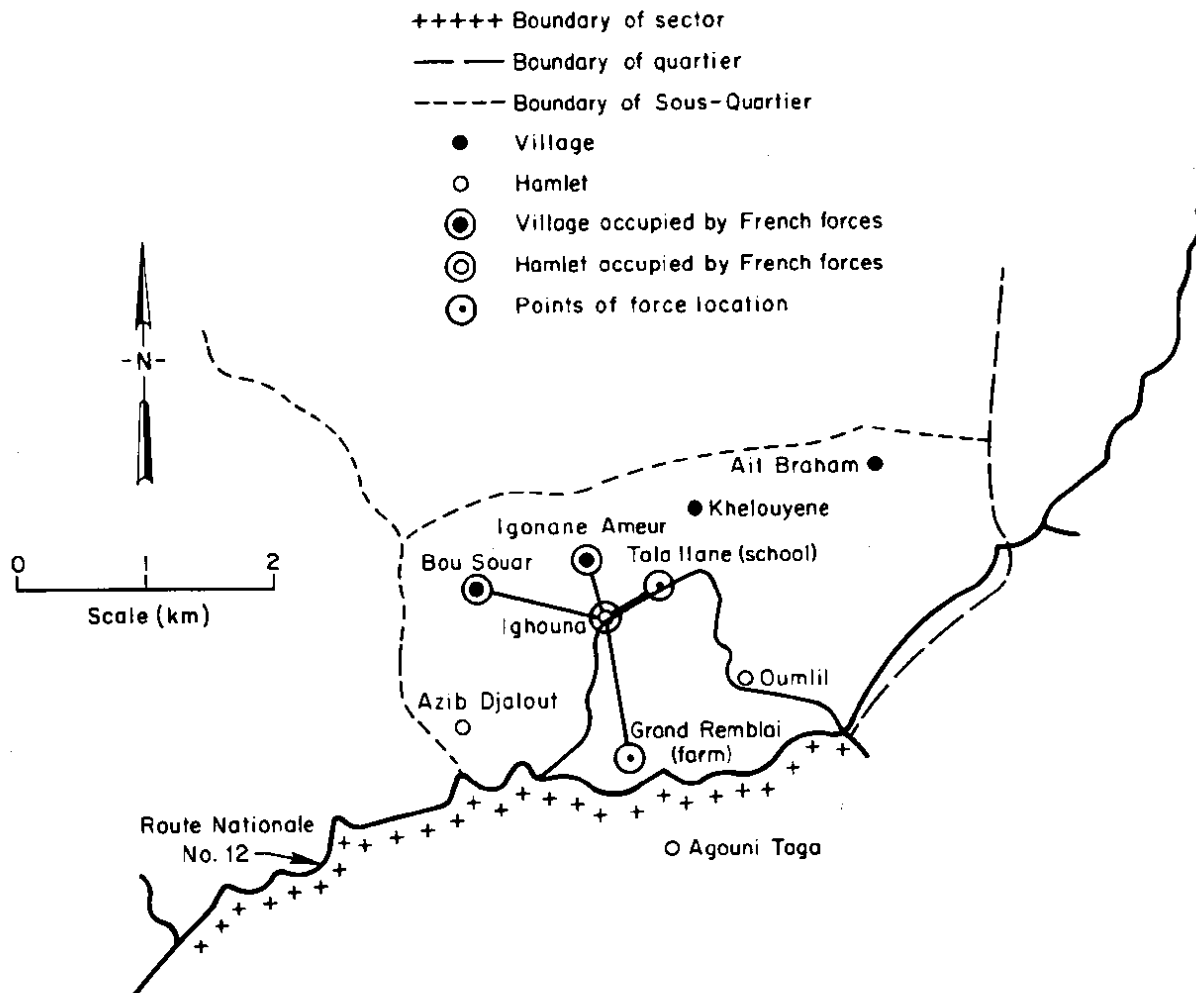 Boundary of sector
Boundary of quartier
Boundary of Sous-Quartier
Village
Hamlet
Village occupied by French forces
Hamlet occupied by French forces
Points of force location
-N-
0 1 2
Scale (km)
Ait Braham
Khelouyene
Igonane Ameur
Tala Ilane (school)
Bou Souar
Ighouna
Oumlil
Azib Djalout
Grand Remblai
(farm)
Route Nationale
No. 12
Agouni Taga